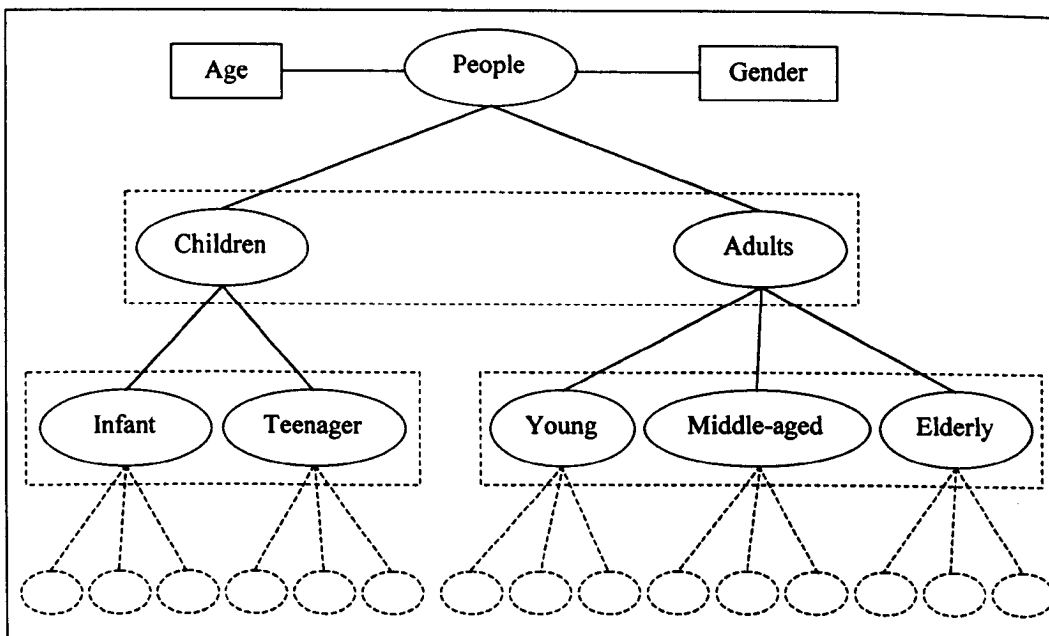 Age
People
Gender
Children
Adults
Infant
Teenager
Young
Middle-aged
Elderly